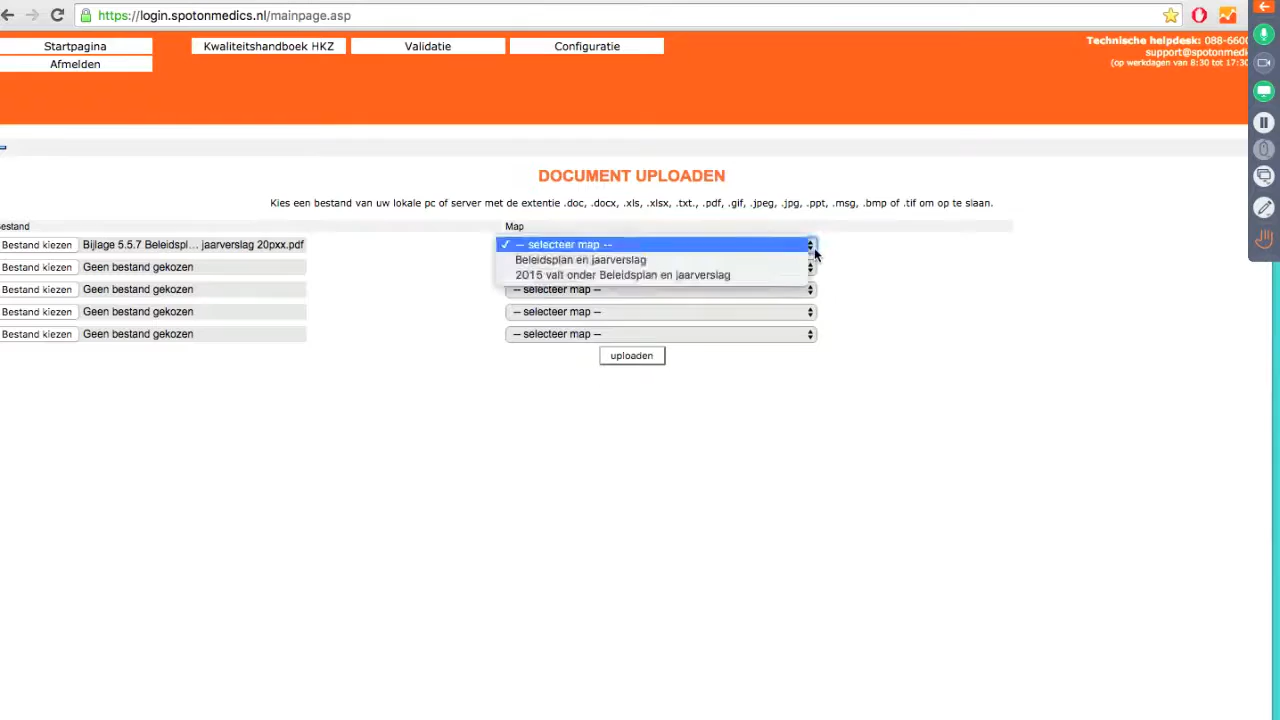 https://login.spotonmedics.nl/mainpage.asp
Startpagina
Kwaliteitshandboek HKZ
Validatie
Configuratie
Afmelden
Technische helpdesk: 088-6600
support@spotonmedic
(op werkdagen van 8:30 tot 17:30
DOCUMENT UPLOADEN
Kies een bestand van uw lokale pc of server met de extentie .doc, .docx, .xls, .xlsx, .txt., .pdf, .gif, .jpeg, .jpg, .ppt, .msg, .bmp of .tif om op te slaan.
estand Map
Bestand kiezen Bijlage 5.5.7 Beleidspl... jaarverslag 20pxx.pdf ✓ -- selecteer map --
Beleidsplan en jaarverslag
Bestand kiezen Geen bestand gekozen
2015 valt onder Beleidsplan en jaarverslag
Bestand kiezen Geen bestand gekozen -- selecteer map --
Bestand kiezen Geen bestand gekozen -- selecteer map --
Bestand kiezen Geen bestand gekozen -- selecteer map --
uploaden